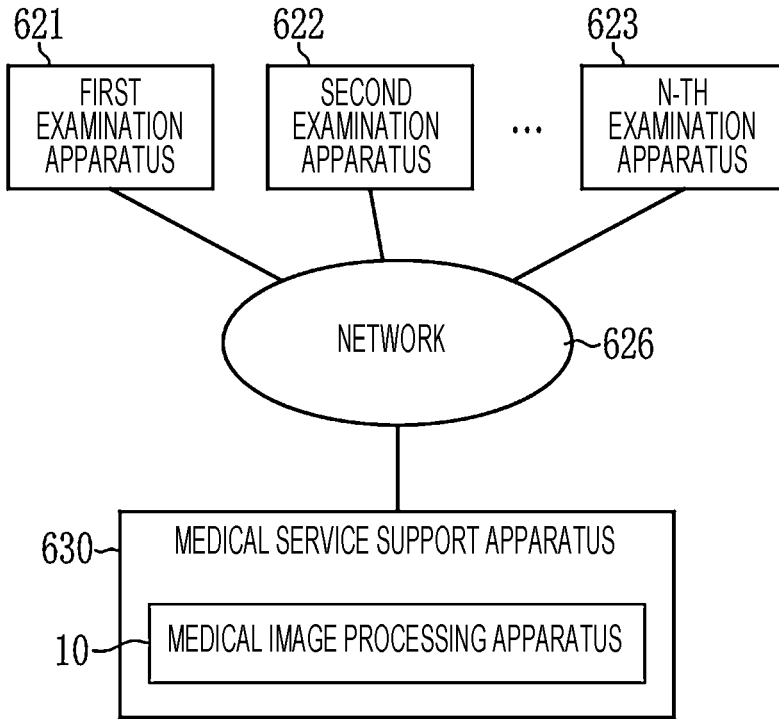 621
622
623
FIRST
EXAMINATION
APPARATUS
SECOND
EXAMINATION
APPARATUS
...
N-TH
EXAMINATION
APPARATUS
NETWORK
626
630
MEDICAL SERVICE SUPPORT APPARATUS
10
MEDICAL IMAGE PROCESSING APPARATUS